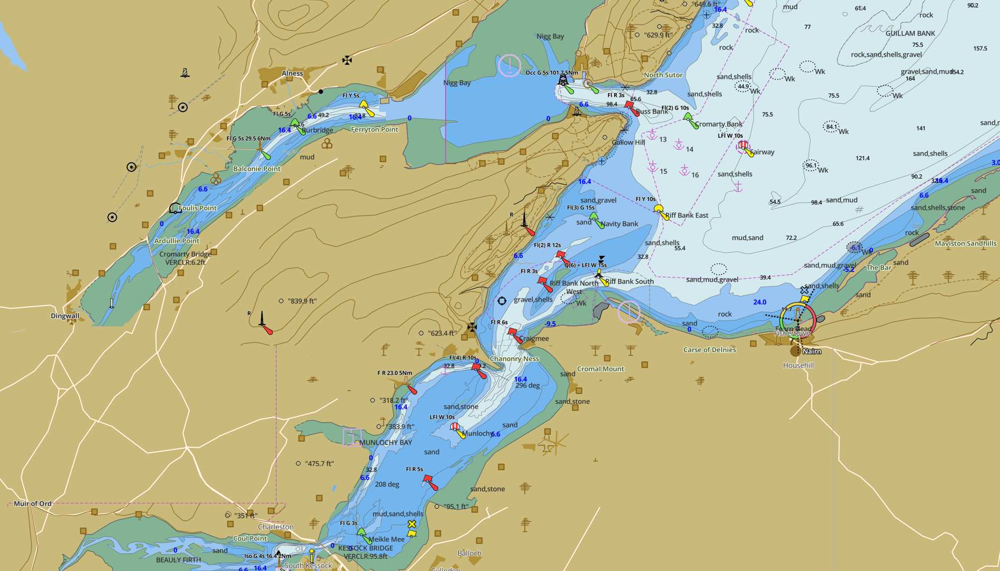 "649.6 ft"
16.4
mud
61.4
90.2
rock
32.8
77
rock
GUILLAM BANK
Nigg Bay
"629.9 ft"
rock
75.5
157.5
rock,sand,shells,gravel
Alness
Occ G 5s 101.7 5Nm
North Sutor
sand,shells
Wk
Wk
gravel,sand,mud
154.2
164
Nigg Bay
44.9
Wk
32.8
sand,shells
75.5
Wk
Fl Y 5s
Fl R 3s
65.6
98.4
6.6
Fl(2) G 10s
Buss Bank
75.5
Fl G 5s
6.6
49.2
16.4
32.8
0
0
Cromarty Bank
84.1
Wk
141
16.4
Burbridge
Ferryton Point
LFl W 10s
Fl G 5s 29.5 6Nm
Gallow Hill
13
14
Fairway
sand,shells
mud
121.4
3.0
Balconie Point
15
16
sand,shells
96.1
Wk
90.2
16.4
6.6
16.4
sand
6.6
Foulis Point
sand,gravel
Fl Y 10s
54.5
98.4
sand,mud
Fl(3) G 15s
sand,shells,stone
R
Riff Bank East
0
sand
Navity Bank
65.6
16.4
rock
Ardullie Point
mud,sand
72.2
sand,shells
Maviston Sandhills
Fl(2) R 12s
55.4
-6.1
0
Wk
Cromarty Bridge
VERCLR:6.2ft
6.6
32.8
Q(6) + LFl W 15s
sand
sand,mud,gravel
-5.2
The Bar
Fl R 3s
39.4
sand,mud,gravel
Riff Bank North
West
Riff Bank South
sand,shells
sand
gravel,shells
Wk
24.0
"839.9 ft"
19.7
R
rock
Dingwall
Fl R 6s
-9.5
sand
0
Fishertown
"623.4 ft"
Craigmee
Carse of Delnies
Nairn
Fl(4) R 10s
Chanonry Ness
0
32.8
Househill
Cromal Mount
F R 23.0 5Nm
sand
16.4
296 deg
"318.2 ft"
sand,stone
16.4
sand,stone
LFl W 10s
"383.9 ft"
sand
Munlochy
6.6
MUNLOCHY BAY
sand
0
"475.7 ft"
32.8
Fl R 5s
6.6
208 deg
sand,stone
Muir of Ord
"95.1 ft"
"351 ft"
mud,sand,shells
Fl G 3s
Charleston
Coul Point
Meikle Mee
0
0
KESSOCK BRIDGE
VERCLR:95.8ft
0
sand
Balloch
BEAULY FIRTH
Iso G 4s 16.4 2Nm
South Kessock
6.6
16.4
Culloden